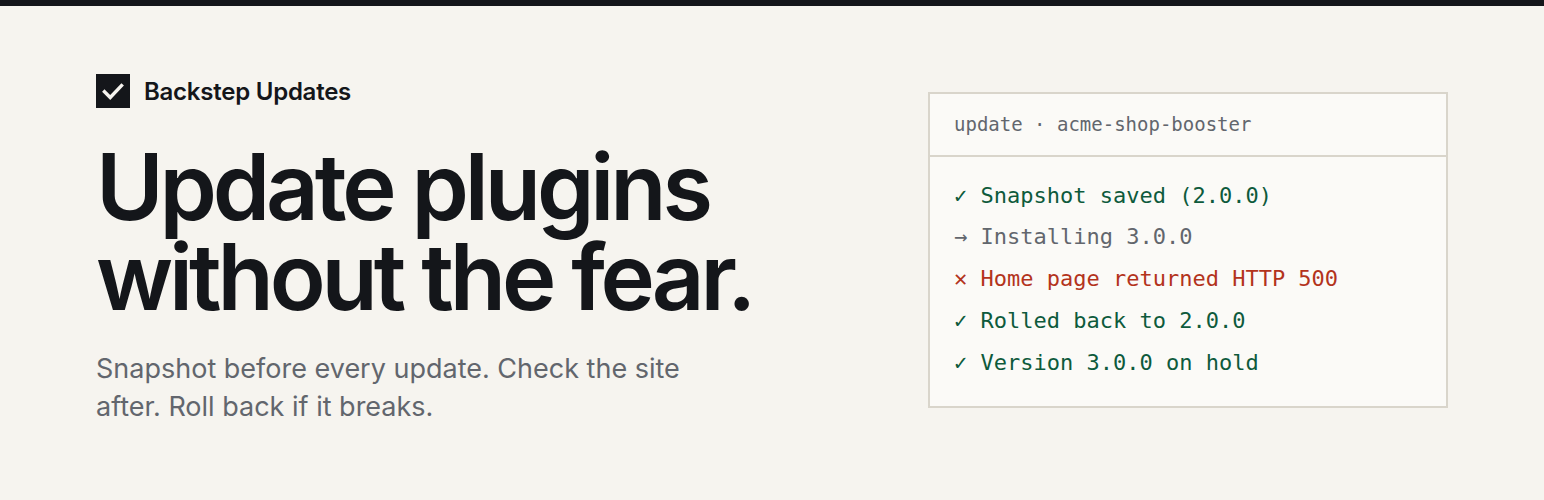 Backstep Updates
Update plugins
without the fear.
Snapshot before every update. Check the site
after. Roll back if it breaks.
update · acme-shop-booster
✓ Snapshot saved (2.0.0)
→ Installing 3.0.0
× Home page returned HTTP 500
✓ Rolled back to 2.0.0
✓ Version 3.0.0 on hold